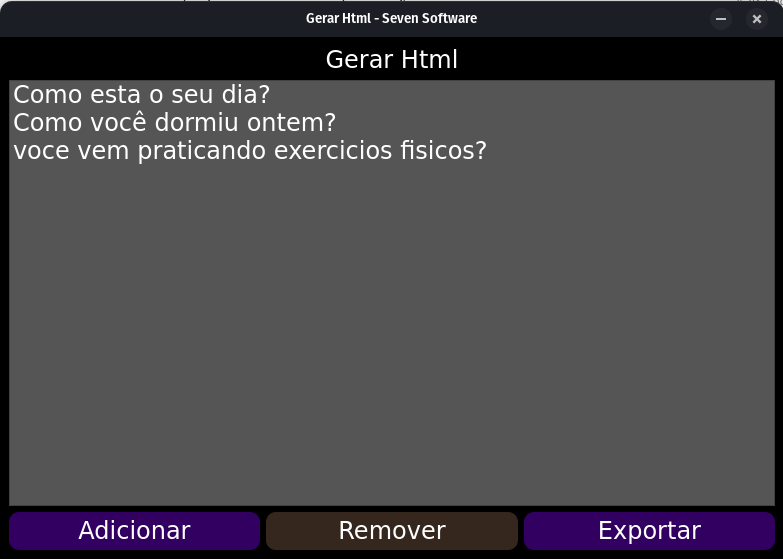 Gerar Html - Seven Software
Gerar Html
Como esta o seu dia?
Como você dormiu ontem?
voce vem praticando exercicios fisicos?
Adicionar
Remover
Exportar